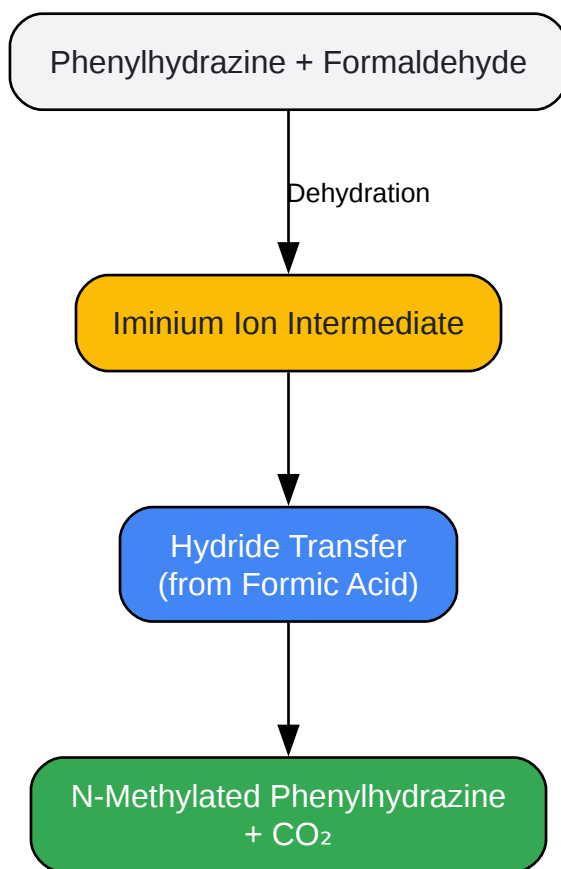 Phenylhydrazine + Formaldehyde
Dehydration
Iminium Ion Intermediate
Hydride Transfer
(from Formic Acid)
N-Methylated Phenylhydrazine
+ CO₂